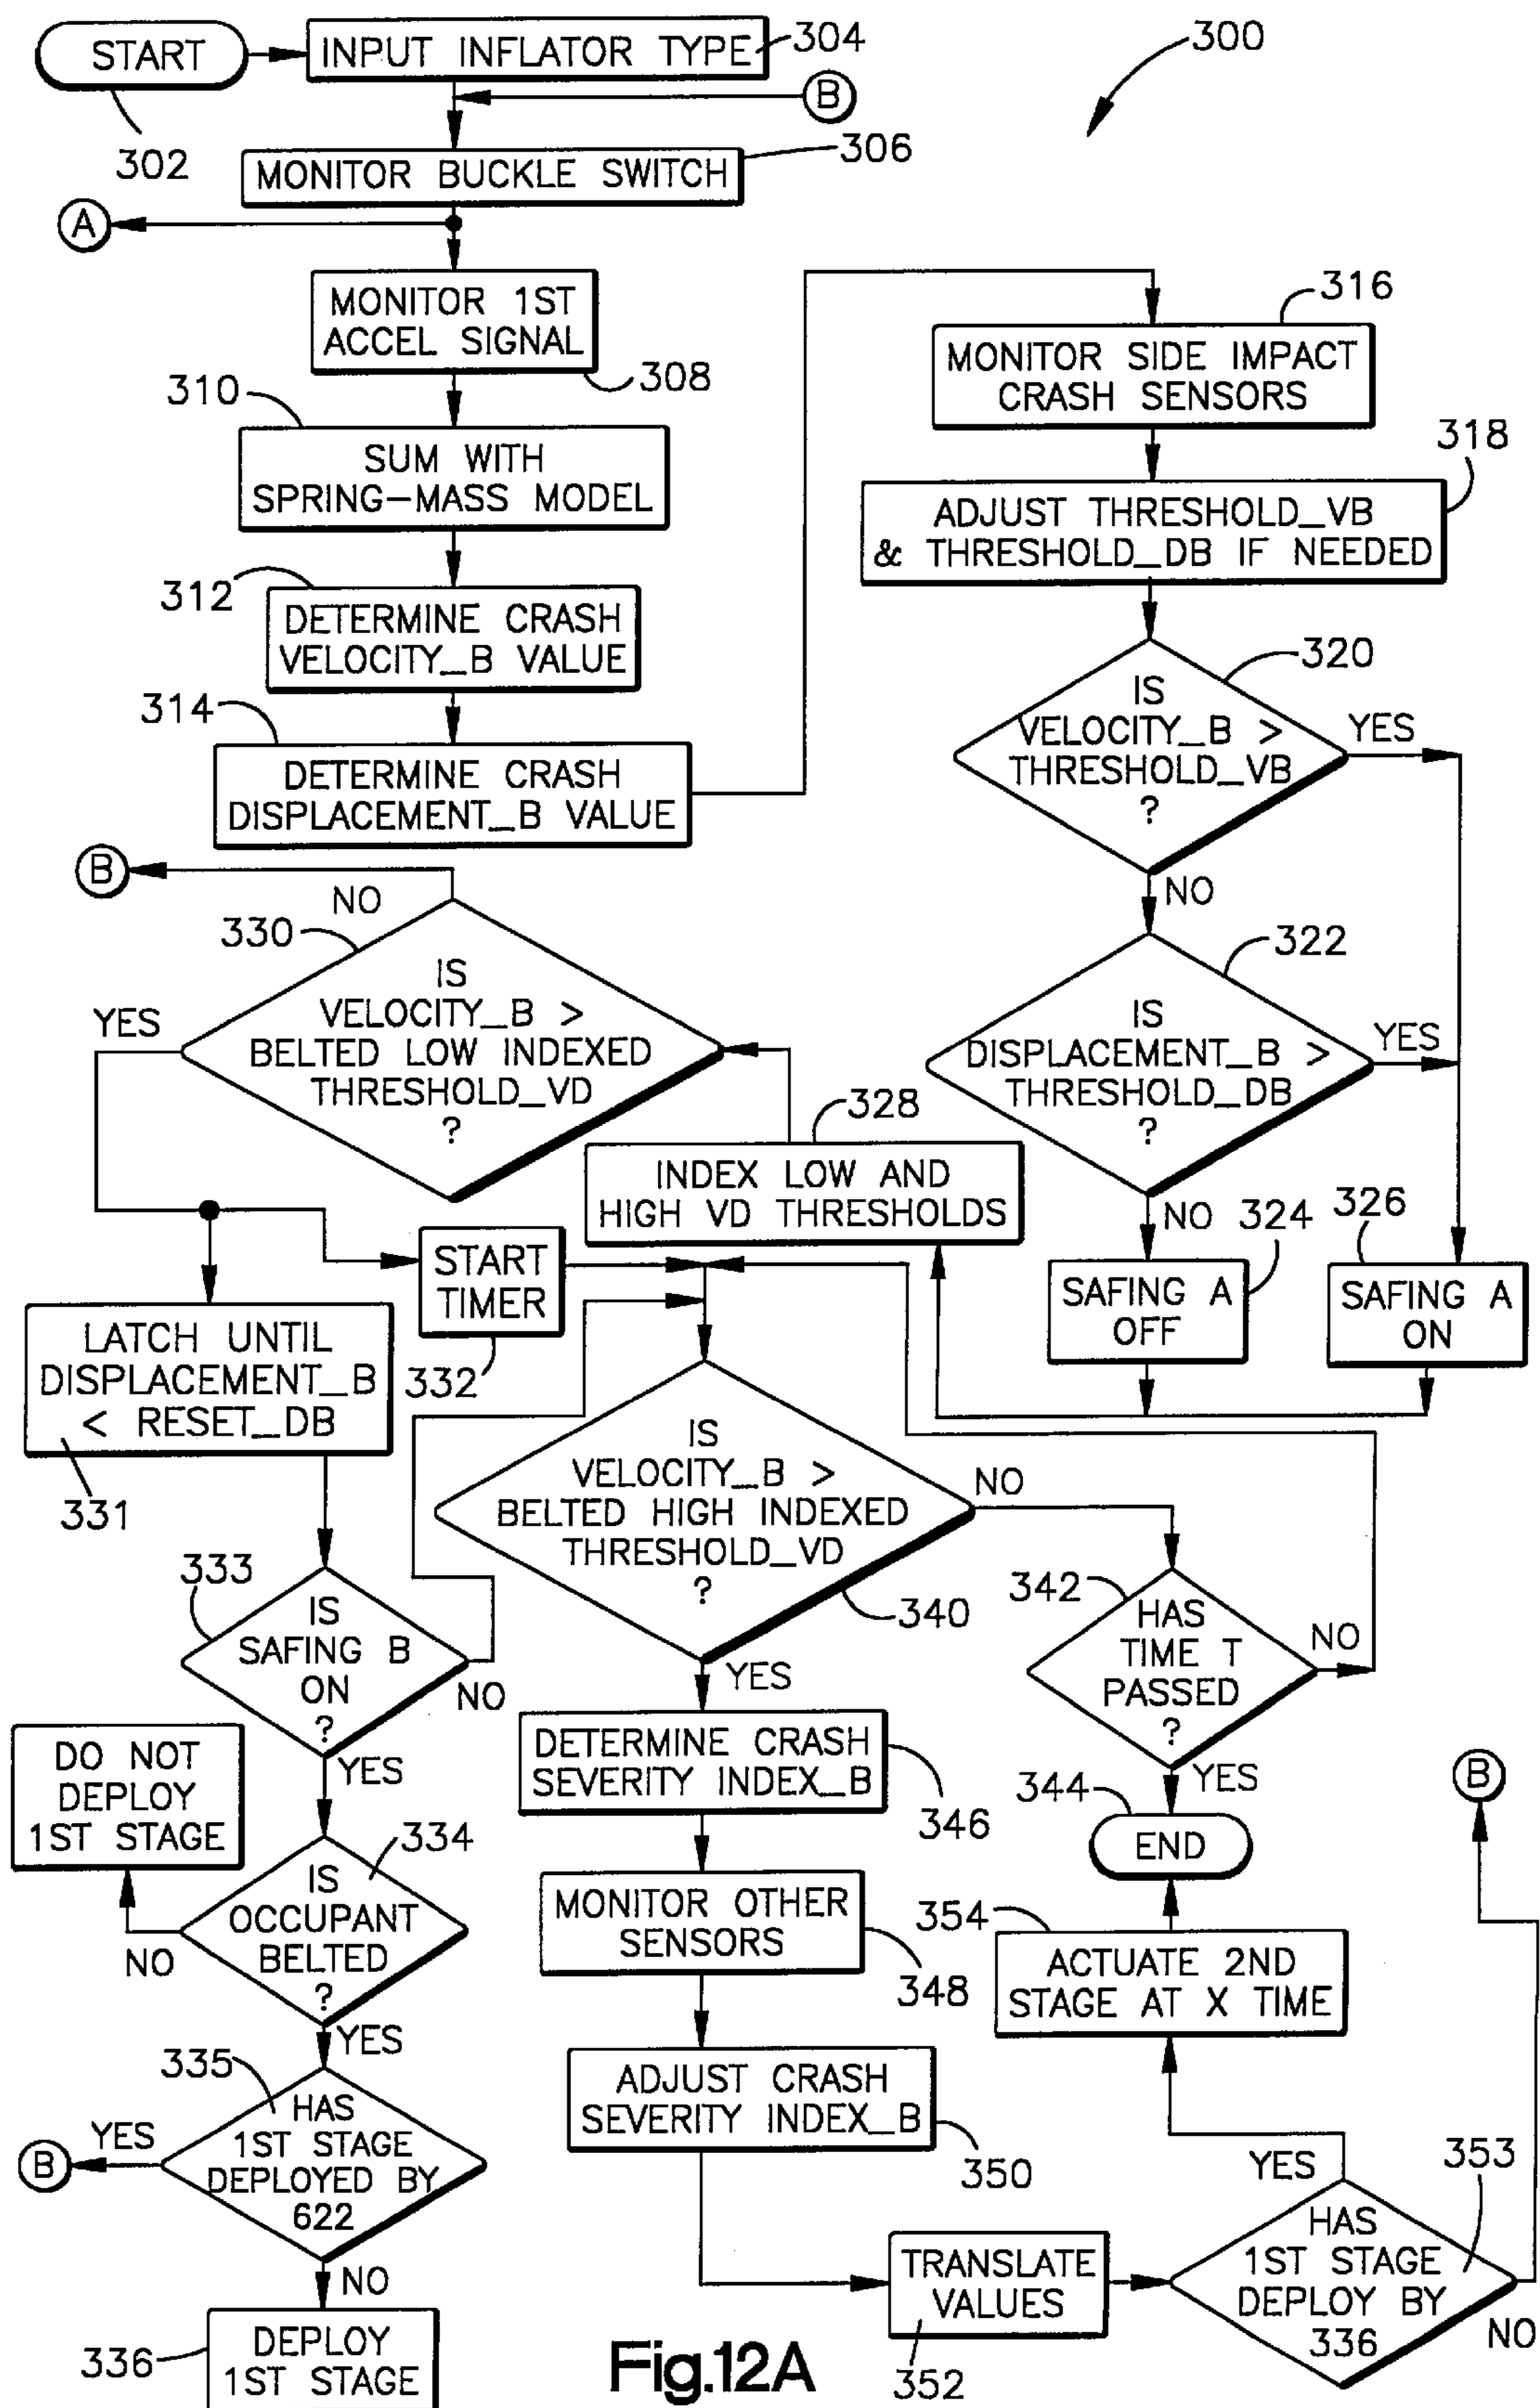 START
INPUT INFLATOR TYPE
304
300
302
B
MONITOR BUCKLE SWITCH
306
A
MONITOR 1ST
ACCEL SIGNAL
308
310
SUM WITH
SPRING-MASS MODEL
312
DETERMINE CRASH
VELOCITY_B VALUE
314
DETERMINE CRASH
DISPLACEMENT_B VALUE
316
MONITOR SIDE IMPACT
CRASH SENSORS
318
ADJUST THRESHOLD_VB
& THRESHOLD_DB IF NEEDED
320
IS
VELOCITY_B >
THRESHOLD_VB
?
YES
NO
322
IS
DISPLACEMENT_B >
THRESHOLD_DB
?
YES
NO
324
SAFING A
OFF
326
SAFING A
ON
328
INDEX LOW AND
HIGH VD THRESHOLDS
B
NO
330
IS
VELOCITY_B >
BELTED LOW INDEXED
THRESHOLD_VD
?
YES
START
TIMER
332
LATCH UNTIL
DISPLACEMENT_B
< RESET_DB
331
333
IS
SAFING B
ON
?
NO
YES
DO NOT
DEPLOY
1ST STAGE
334
IS
OCCUPANT
BELTED
?
NO
YES
335
HAS
1ST STAGE
DEPLOYED BY
622
YES
B
NO
336
DEPLOY
1ST STAGE
IS
VELOCITY_B >
BELTED HIGH INDEXED
THRESHOLD_VD
?
340
NO
YES
342
HAS
TIME T
PASSED
?
NO
YES
344
END
DETERMINE CRASH
SEVERITY INDEX_B
346
MONITOR OTHER
SENSORS
348
ADJUST CRASH
SEVERITY INDEX_B
350
354
ACTUATE 2ND
STAGE AT X TIME
B
TRANSLATE
VALUES
352
YES
353
HAS
1ST STAGE
DEPLOY BY
336
NO
Fig.12A